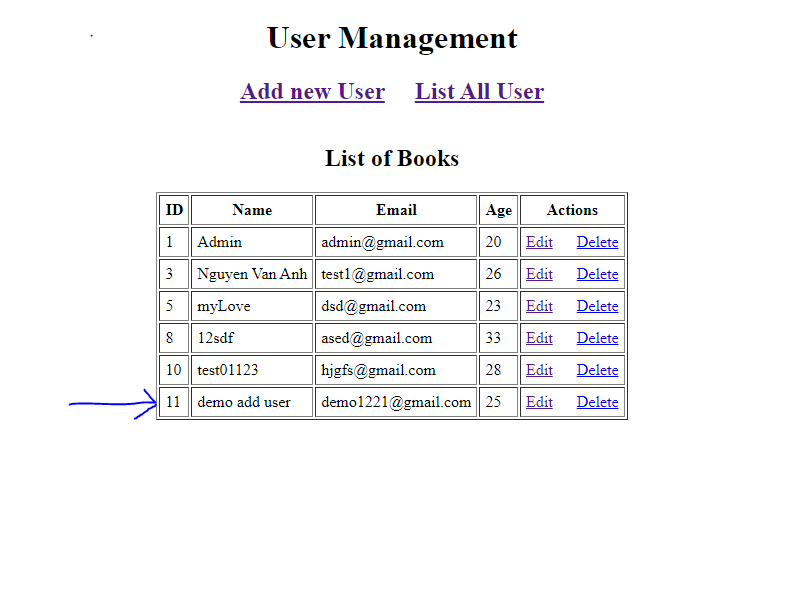 User Management
Add new User List All User
List of Books
ID Name Email Age Actions
1 Admin admin@gmail.com 20 Edit Delete
3 Nguyen Van Anh test1@gmail.com 26 Edit Delete
5 myLove dsd@gmail.com 23 Edit Delete
8 12sdf ased@gmail.com 33 Edit Delete
10 test01123 hjgfs@gmail.com 28 Edit Delete
11 demo add user demo1221@gmail.com 25 Edit Delete